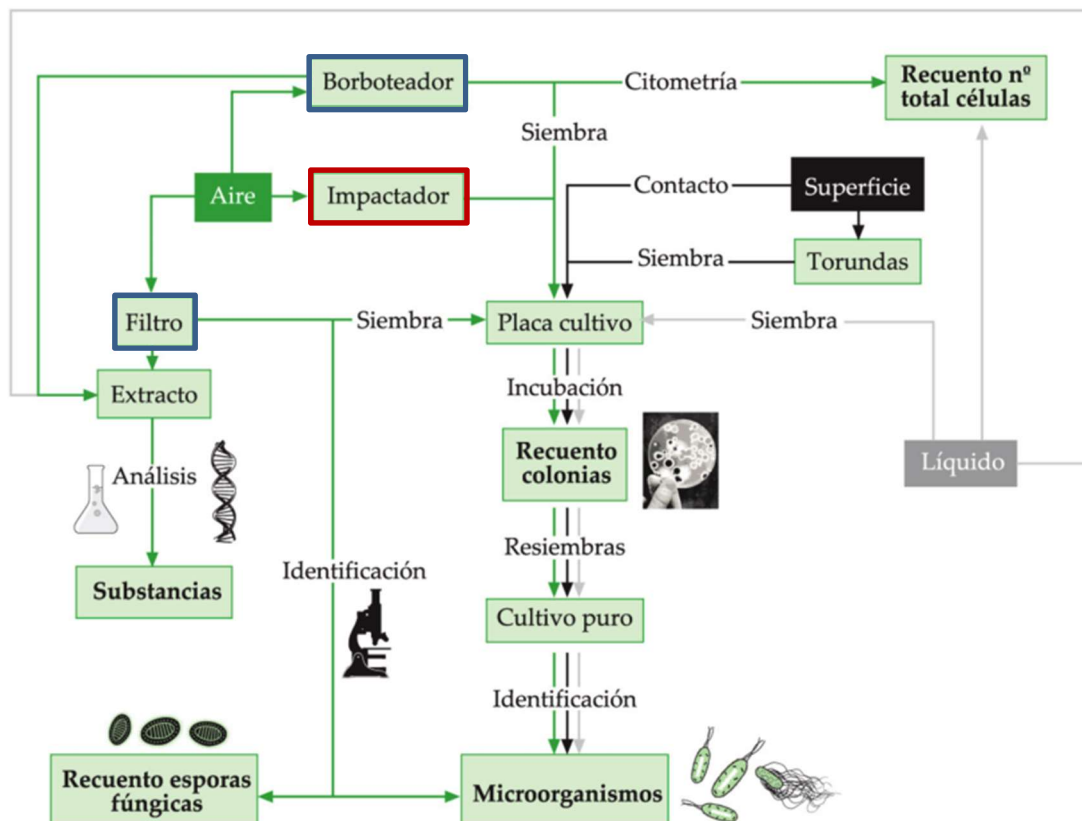 Borboteador
Citometría
Recuento nº
total células
Siembra
Aire
Impactador
Contacto
Superficie
Siembra
Torundas
Filtro
Siembra
Placa cultivo
Siembra
Extracto
Incubación
Recuento
colonias
Líquido
Análisis
Resiembras
Identificación
Substancias
Cultivo puro
Identificación
Recuento esporas
fúngicas
Microorganismos